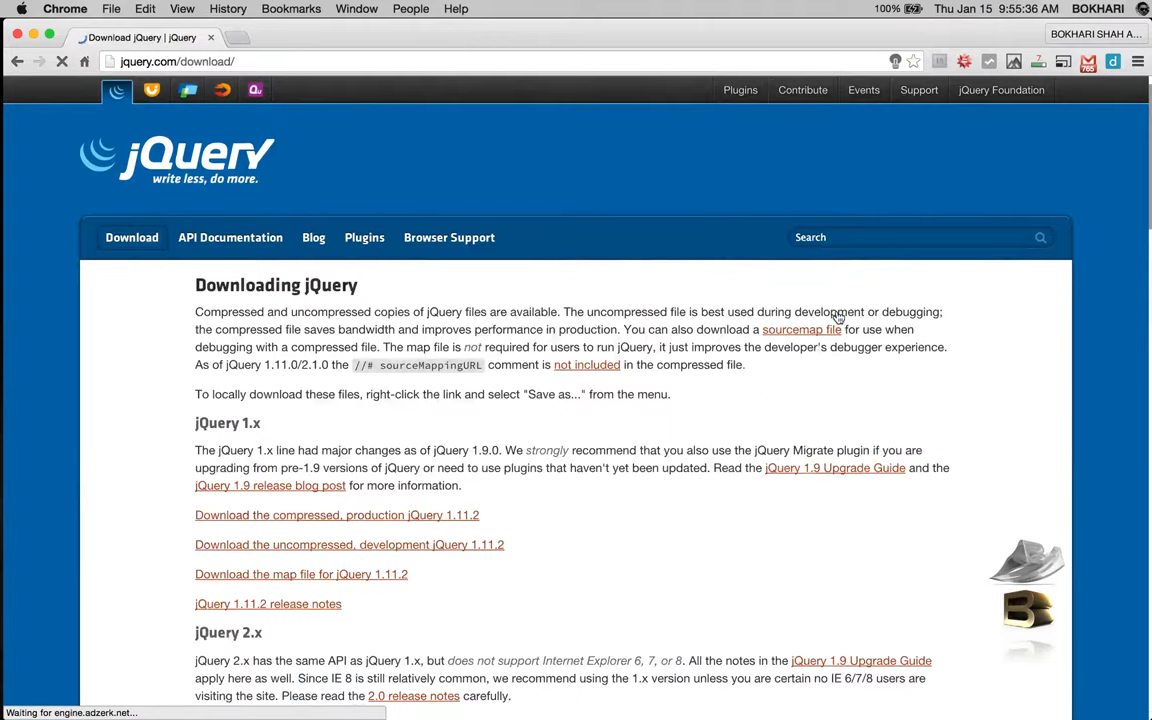 Chrome File Edit View History Bookmarks Window People Help 100% Thu Jan 15 9:55:36 AM BOKHARI
Download jQuery | jQuery BOKHARI SHAH A...
jquery.com/download/
Plugins Contribute Events Support jQuery Foundation
jQuery
write less, do more.
Download API Documentation Blog Plugins Browser Support Search
Downloading jQuery
Compressed and uncompressed copies of jQuery files are available. The uncompressed file is best used during development or debugging;
the compressed file saves bandwidth and improves performance in production. You can also download a sourcemap file for use when
debugging with a compressed file. The map file is not required for users to run jQuery, it just improves the developer's debugger experience.
As of jQuery 1.11.0/2.1.0 the //# sourceMappingURL comment is not included in the compressed file.
To locally download these files, right-click the link and select "Save as..." from the menu.
jQuery 1.x
The jQuery 1.x line had major changes as of jQuery 1.9.0. We strongly recommend that you also use the jQuery Migrate plugin if you are
upgrading from pre-1.9 versions of jQuery or need to use plugins that haven't yet been updated. Read the jQuery 1.9 Upgrade Guide and the
jQuery 1.9 release blog post for more information.
Download the compressed, production jQuery 1.11.2
Download the uncompressed, development jQuery 1.11.2
Download the map file for jQuery 1.11.2
jQuery 1.11.2 release notes
B
jQuery 2.x
jQuery 2.x has the same API as jQuery 1.x, but does not support Internet Explorer 6, 7, or 8. All the notes in the jQuery 1.9 Upgrade Guide
apply here as well. Since IE 8 is still relatively common, we recommend using the 1.x version unless you are certain no IE 6/7/8 users are
visiting the site. Please read the 2.0 release notes carefully.
Waiting for engine.adzerk.net...